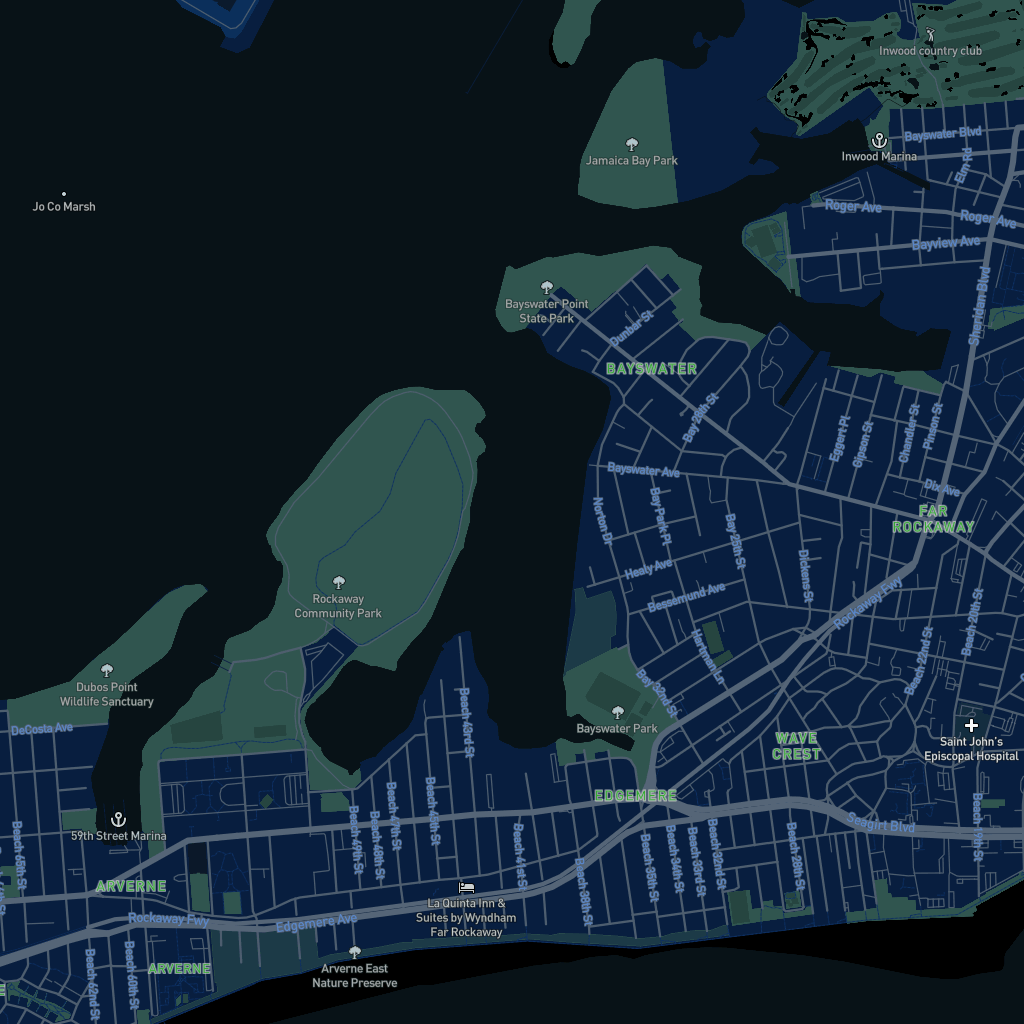 Inwood country club
Bayswater Blvd
Inwood Marina
Elm Rd
Jamaica Bay Park
Jo Co Marsh
Roger Ave
Roger Ave
Bayview Ave
Sheridan Blvd
Bayswater Point
State Park
Dunbar St
BAYSWATER
Bay 28th St
Eggert Pl
Gipson St
Chandler St
Pinson St
Bayswater Ave
Dix Ave
FAR
ROCKAWAY
Norton Dr
Bay Park Pl
Bay 25th St
Healy Ave
Dickens St
Bessemund Ave
Rockaway Fwy
Beach 20th St
Rockaway
Community Park
Hartman Ln
Beach 22nd St
Bay 32nd St
Dubos Point
Wildlife Sanctuary
DeCosta Ave
Beach 43rd St
Bayswater Park
WAVE
CREST
Saint John's
Episcopal Hospital
EDGEMERE
Seagirt Blvd
Beach 19th St
59th Street Marina
Beach 49th St
Beach 48th St
Beach 47th St
Beach 45th St
Beach 41st St
Beach 38th St
Beach 35th St
Beach 34th St
Beach 33rd St
Beach 32nd St
Beach 28th St
Beach 65th St
ARVERNE
La Quinta Inn &
Suites by Wyndham
Far Rockaway
Rockaway Fwy
Edgemere Ave
Arverne East
Nature Preserve
ARVERNE
Beach 62nd St
Beach 60th St